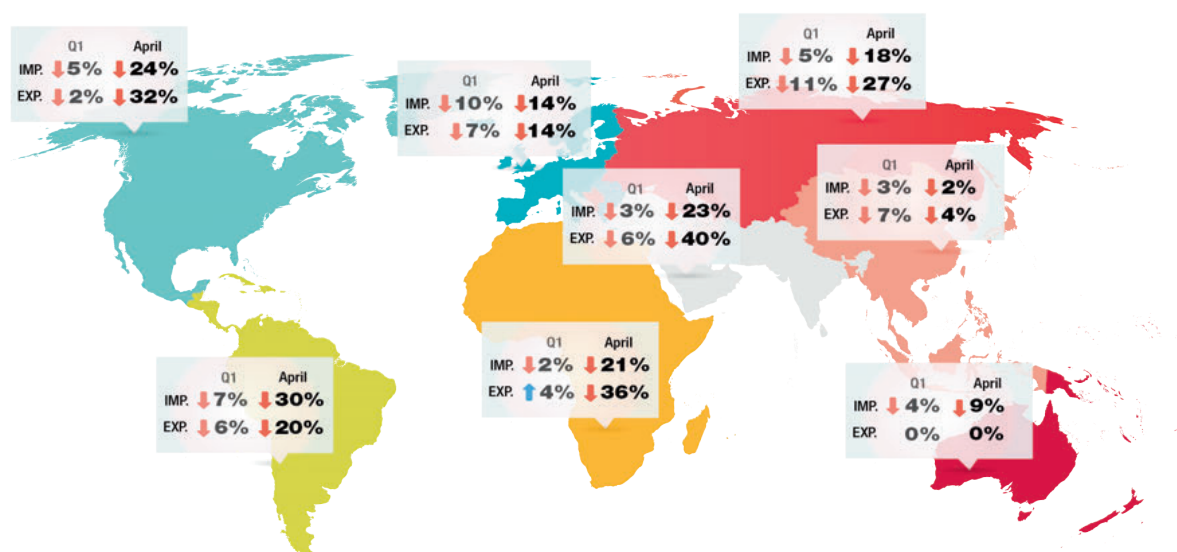 Q1 April
IMP. 5% 24%
EXP. 2% 32%
Q1 April
IMP. 10% 14%
EXP. 7% 14%
Q1 April
IMP. 5% 18%
EXP. 11% 27%
Q1 April
IMP. 3% 23%
EXP. 6% 40%
Q1 April
IMP. 3% 2%
EXP. 7% 4%
Q1 April
IMP. 7% 30%
EXP. 6% 20%
Q1 April
IMP. 2% 21%
EXP. 4% 36%
Q1 April
IMP. 4% 9%
EXP. 0% 0%